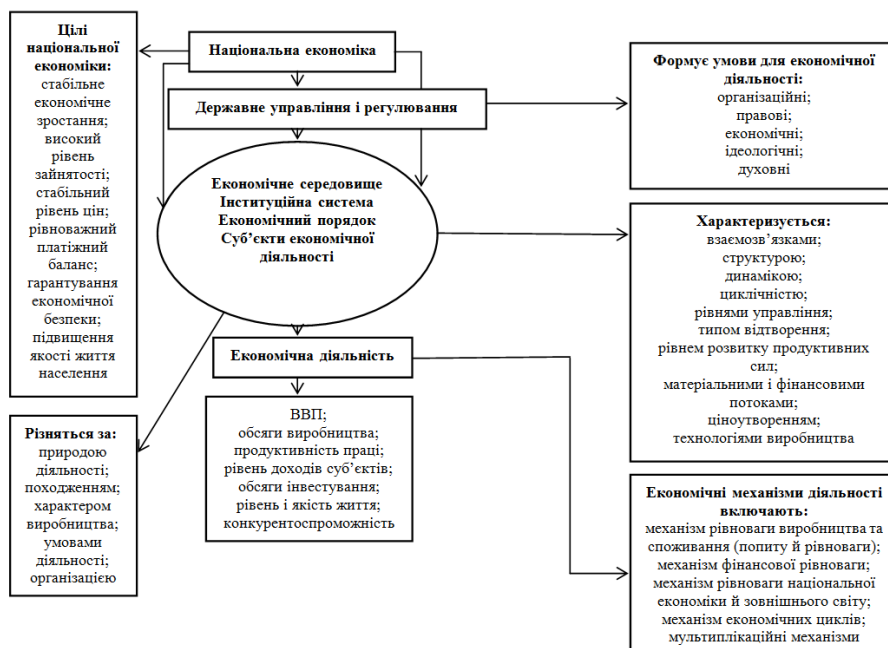 Цілі
національної
економіки:
стабільне
економічне
зростання;
високий
рівень
зайнятості;
стабільний
рівень цін;
рівноважний
платіжний
баланс;
гарантування
економічної
безпеки;
підвищення
якості життя
населення
Національна економіка
Державне управління і регулювання
Формує умови для економічної
діяльності:
організаційні;
правові;
економічні;
ідеологічні;
духовні
Економічне середовище
Інституційна система
Економічний порядок
Суб’єкти економічної
діяльності
Характеризується:
взаємозв’язками;
структурою;
динамікою;
циклічністю;
рівнями управління;
типом відтворення;
рівнем розвитку продуктивних
сил;
матеріальними і фінансовими
потоками;
ціноутворенням;
технологіями виробництва
Економічна діяльність
ВВП;
обсяги виробництва;
продуктивність праці;
рівень доходів суб’єктів;
обсяги інвестування;
рівень і якість життя;
конкурентоспроможність
Різняться за:
природою
діяльності;
походженням;
характером
виробництва;
умовами
діяльності;
організацією
Економічні механізми діяльності
включають:
механізм рівноваги виробництва та
споживання (попиту й рівноваги);
механізм фінансової рівноваги;
механізм рівноваги національної
економіки й зовнішнього світу;
механізм економічних циклів;
мультиплікаційні механізми